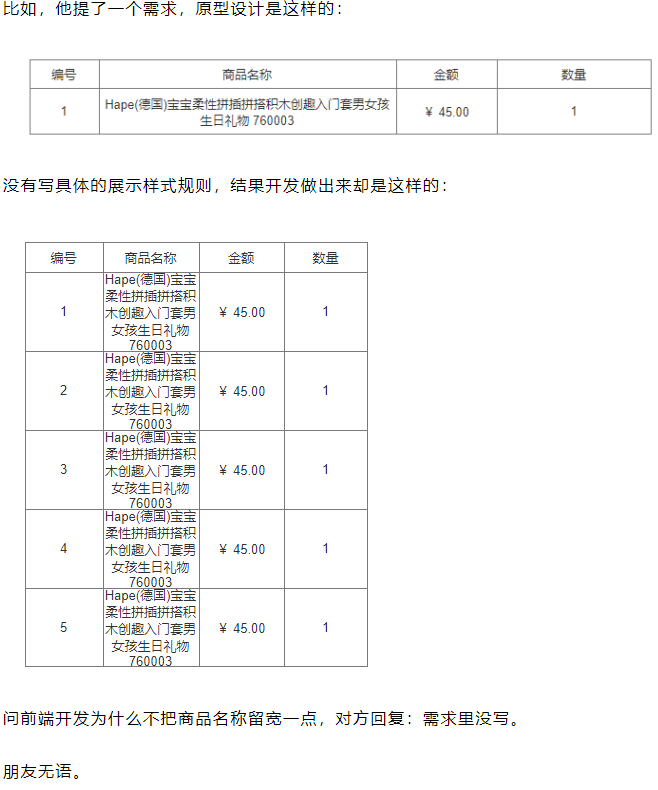 比如，他提了一个需求，原型设计是这样的：
编号 商品名称 金额 数量
1 Hape(德国)宝宝柔性拼插拼搭积木创趣入门套男女孩 ￥ 45.00 1
生日礼物 760003
没有写具体的展示样式规则，结果开发做出来却是这样的：
编号 商品名称 金额 数量
Hape(德国)宝宝
柔性拼插拼搭积
1 木创趣入门套男 ￥ 45.00 1
女孩生日礼物
760003
Hape(德国)宝宝
柔性拼插拼搭积
2 木创趣入门套男 ￥ 45.00 1
女孩生日礼物
760003
Hape(德国)宝宝
柔性拼插拼搭积
3 木创趣入门套男 ￥ 45.00 1
女孩生日礼物
760003
Hape(德国)宝宝
柔性拼插拼搭积
4 木创趣入门套男 ￥ 45.00 1
女孩生日礼物
760003
Hape(德国)宝宝
柔性拼插拼搭积
5 木创趣入门套男 ￥ 45.00 1
女孩生日礼物
760003
问前端开发为什么不把商品名称留宽一点，对方回复：需求里没写。
朋友无语。